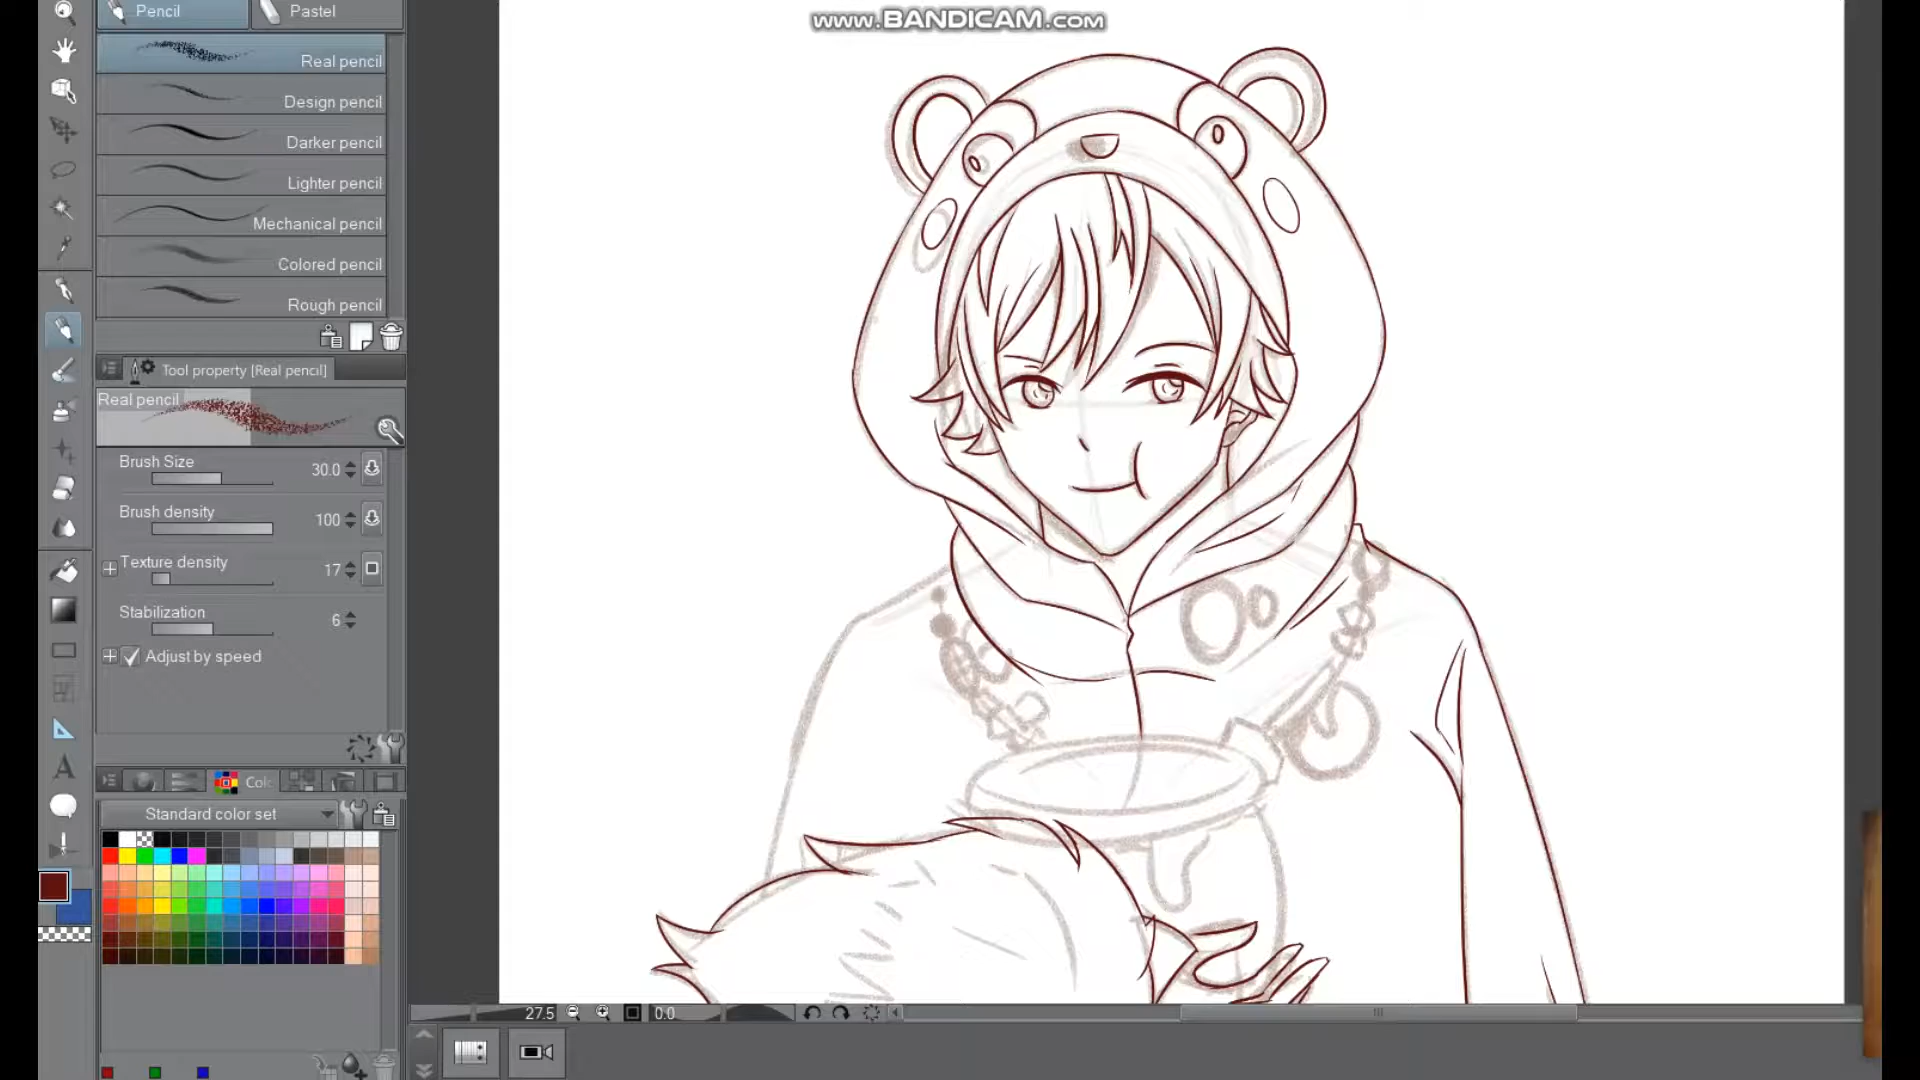 Pencil
Pastel
www.BANDICAM.com
Real pencil
Design pencil
Darker pencil
Lighter pencil
Mechanical pencil
Colored pencil
Rough pencil
Tool property [Real pencil]
Real pencil
Brush Size
30.0
Brush density
100
Texture density
17
Stabilization
6
Adjust by speed
Colo
Standard color set
27.5
0.0